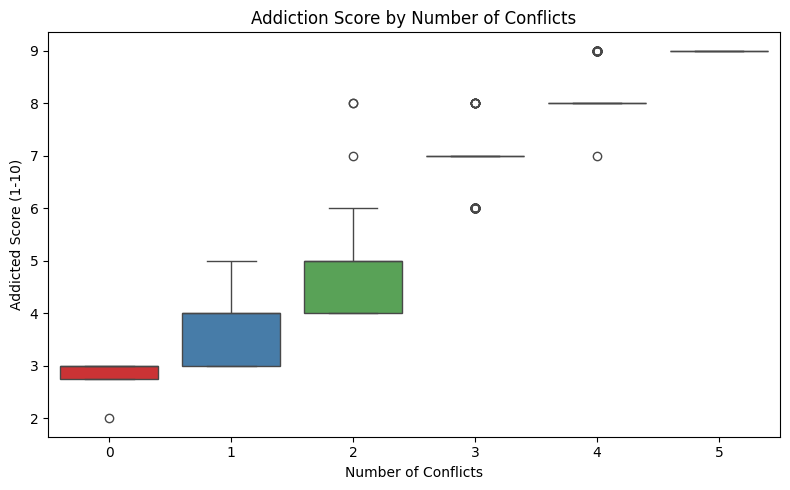 Addiction Score by Number of Conflicts
Addicted Score (1-10)
9
8
7
6
5
4
3
2
0 1 2 3 4 5
Number of Conflicts